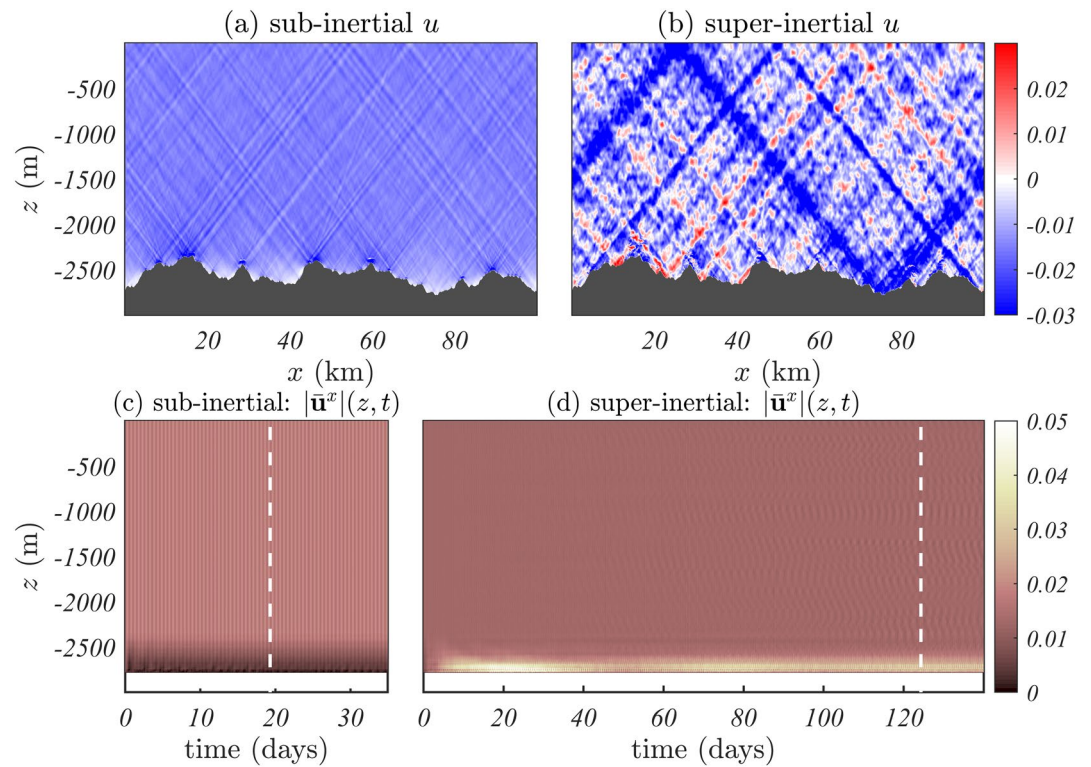 (a) sub-inertial u
(b) super-inertial u
-500
-1000
-1500
-2000
-2500
z (m)
20 40 60 80
x (km)
20 40 60 80
x (km)
0.02
0.01
0
-0.01
-0.02
-0.03
(c) sub-inertial: |ūˣ|(z, t)
(d) super-inertial: |ūˣ|(z, t)
-500
-1000
-1500
-2000
-2500
z (m)
0 10 20 30
time (days)
0 20 40 60 80 100 120
time (days)
0.05
0.04
0.03
0.02
0.01
0